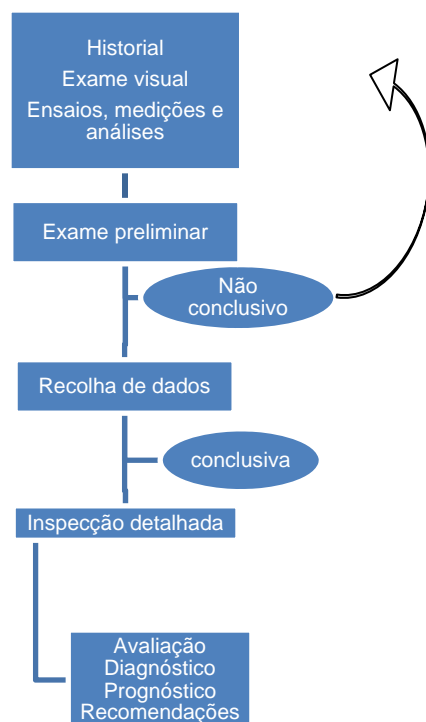 Historial
Exame visual
Ensaios, medições e
análises
Exame preliminar
Não
conclusivo
Recolha de dados
conclusiva
Inspecção detalhada
Avaliação
Diagnóstico
Prognóstico
Recomendações